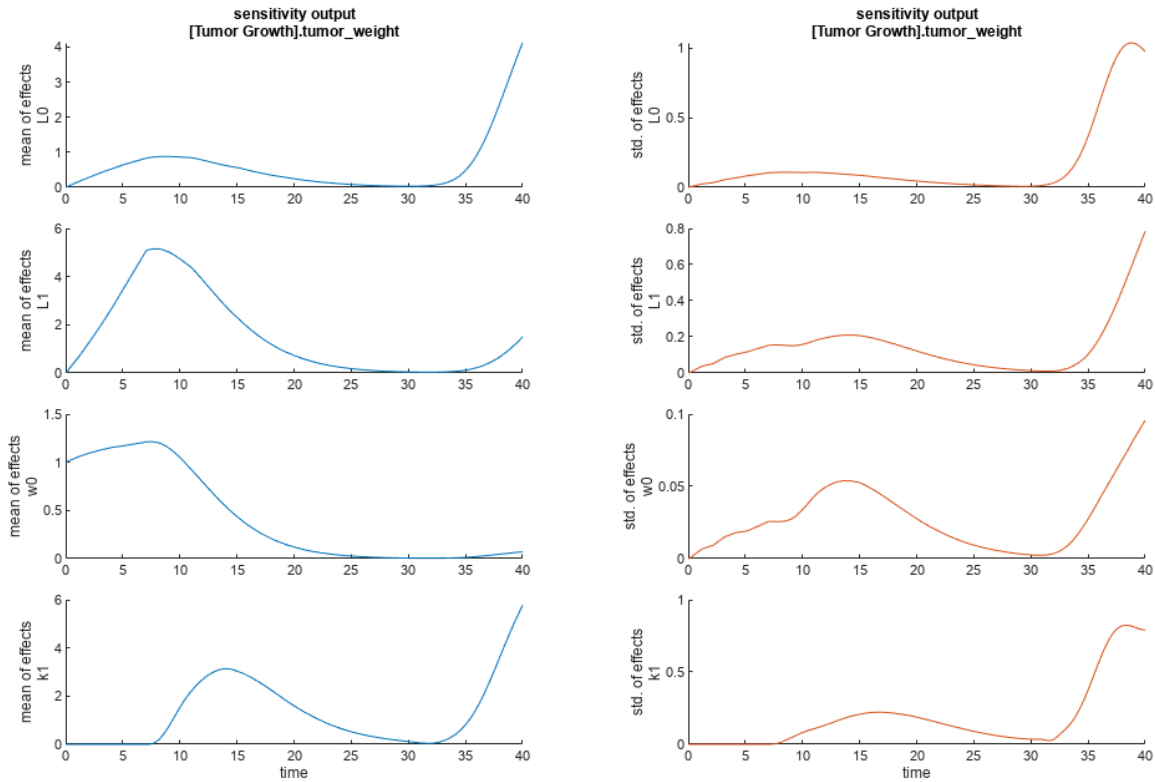 sensitivity output
[Tumor Growth].tumor_weight
mean of effects
L0
4
3
2
1
0
0 5 10 15 20 25 30 35 40
sensitivity output
[Tumor Growth].tumor_weight
std. of effects
L0
1
0.5
0
0 5 10 15 20 25 30 35 40
mean of effects
L1
6
4
2
0
0 5 10 15 20 25 30 35 40
std. of effects
L1
0.8
0.6
0.4
0.2
0
0 5 10 15 20 25 30 35 40
mean of effects
w0
1.5
1
0.5
0
0 5 10 15 20 25 30 35 40
std. of effects
w0
0.1
0.05
0
0 5 10 15 20 25 30 35 40
mean of effects
k1
6
4
2
0
0 5 10 15 20 25 30 35 40
time
std. of effects
k1
1
0.5
0
0 5 10 15 20 25 30 35 40
time